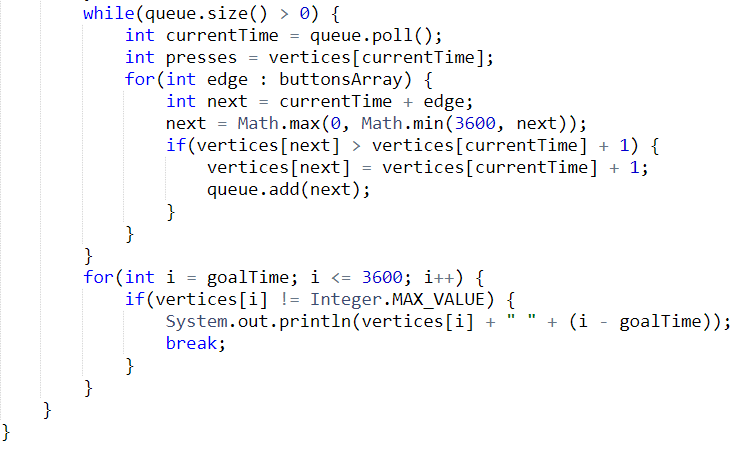 while(queue.size() > 0) {
int currentTime = queue.poll();
int presses = vertices[currentTime];
for(int edge : buttonsArray) {
int next = currentTime + edge;
next = Math.max(0, Math.min(3600, next));
if(vertices[next] > vertices[currentTime] + 1) {
vertices[next] = vertices[currentTime] + 1;
queue.add(next);
}
}
}
for(int i = goalTime; i <= 3600; i++) {
if(vertices[i] != Integer.MAX_VALUE) {
System.out.println(vertices[i] + " " + (i - goalTime));
break;
}
}
}
}